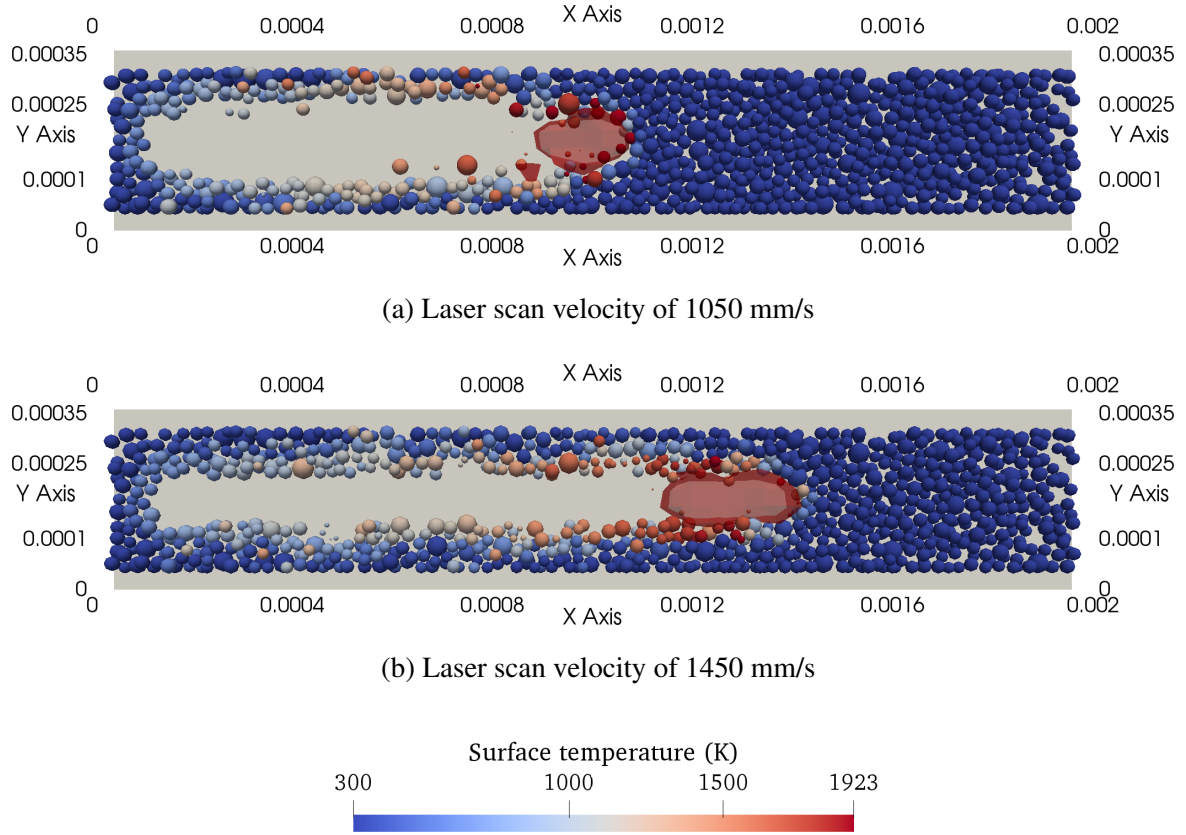 X Axis
0 0.0004 0.0008 0.0012 0.0016 0.002
0.00035 0.00035
0.00025 0.00025
Y Axis Y Axis
0.0001 0.0001
0 0
0 0.0004 0.0008 0.0012 0.0016 0.002
X Axis
(a) Laser scan velocity of 1050 mm/s
X Axis
0 0.0004 0.0008 0.0012 0.0016 0.002
0.00035 0.00035
0.00025 0.00025
Y Axis Y Axis
0.0001 0.0001
0 0
0 0.0004 0.0008 0.0012 0.0016 0.002
X Axis
(b) Laser scan velocity of 1450 mm/s
Surface temperature (K)
300 1000 1500 1923